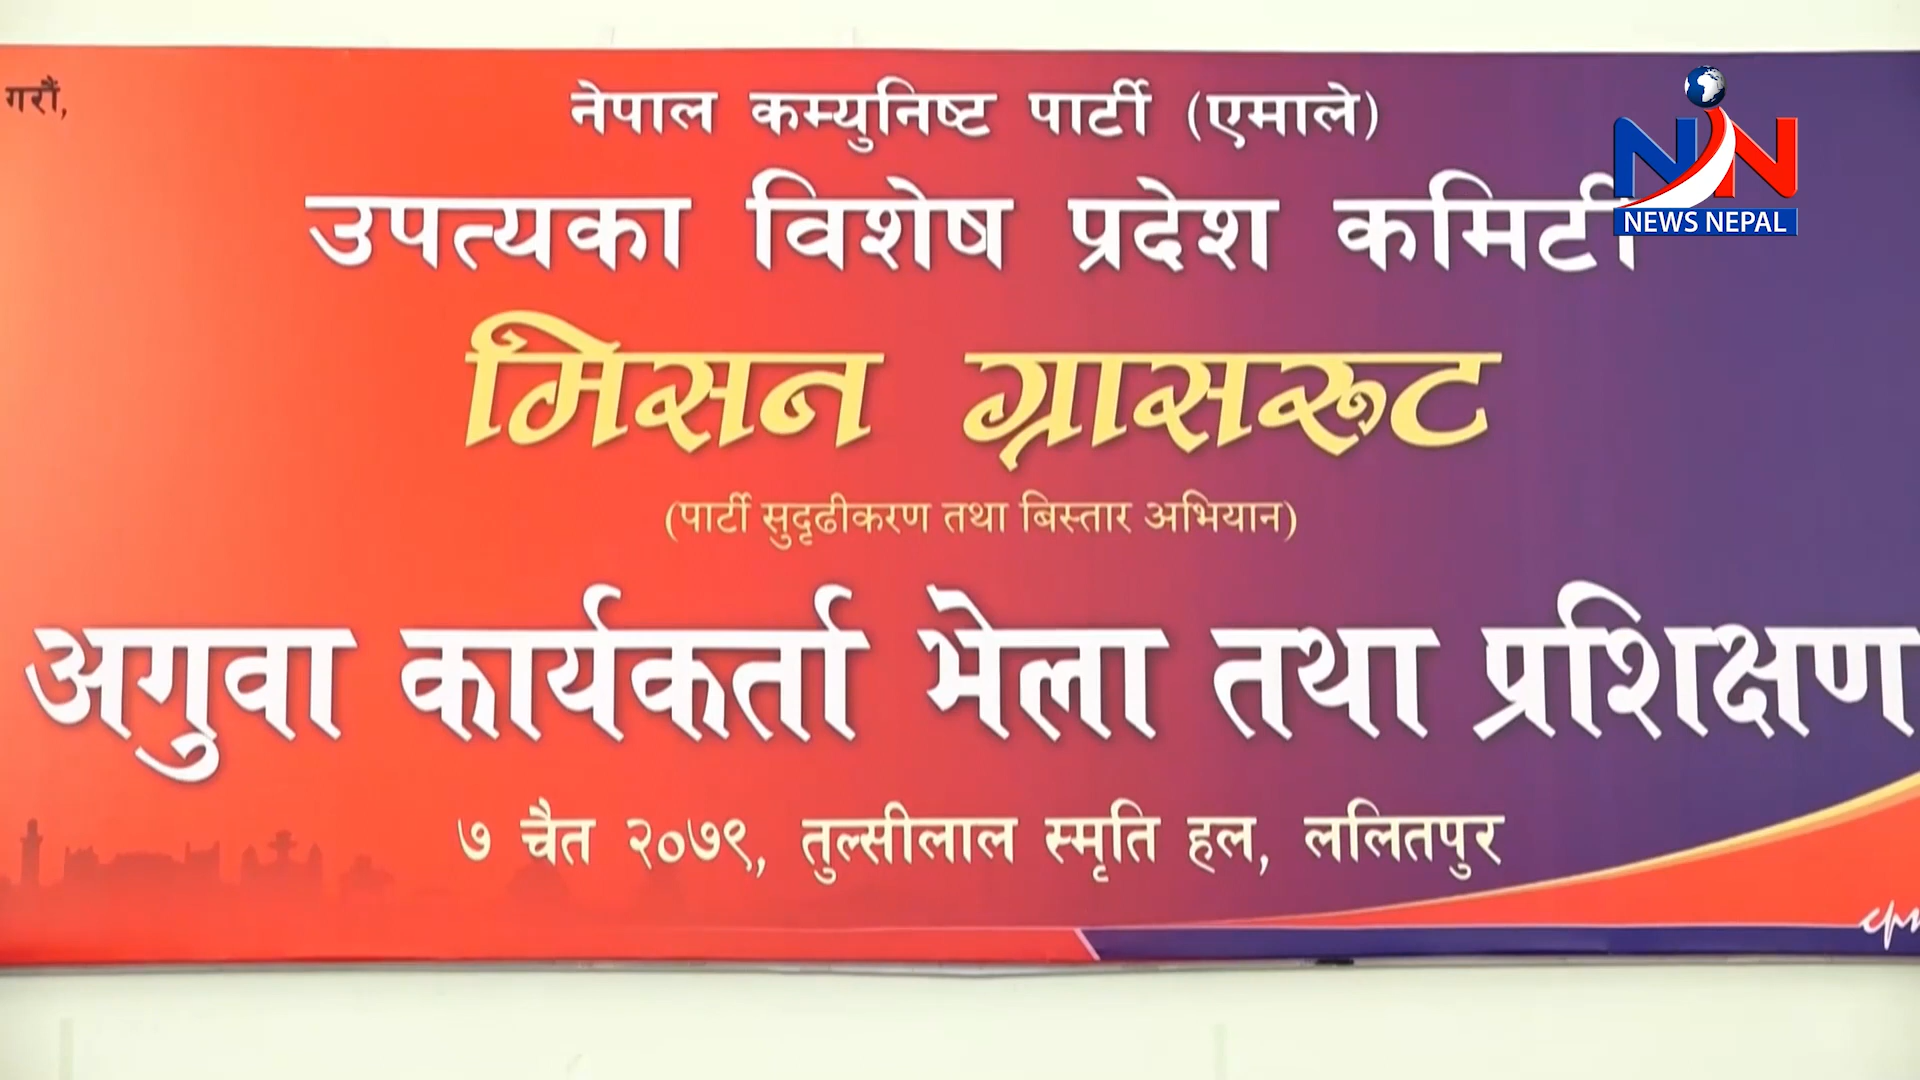 गरौं,
नेपाल कम्युनिष्ट पार्टी (एमाले)
उपत्यका विशेष प्रदेश कमिटी
NEWS NEPAL
मिसन ग्रासरुट
(पार्टी सुदृढीकरण तथा बिस्तार अभियान)
अगुवा कार्यकर्ता भेला तथा प्रशिक्षण
७ चैत २०७९, तुल्सीलाल स्मृति हल, ललितपुर